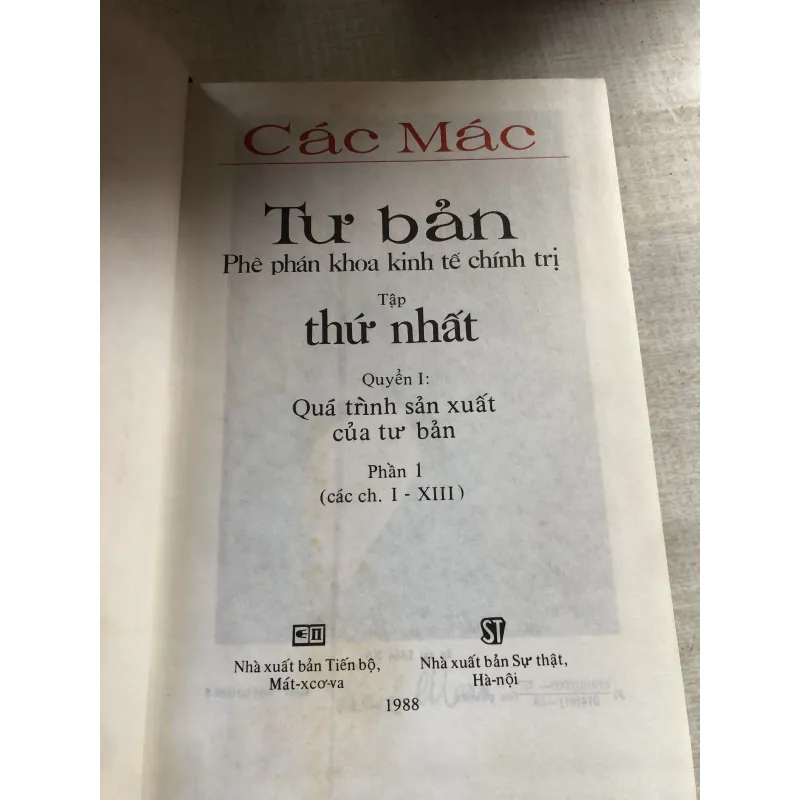 Các Mác
Tư bản
Phê phán khoa kinh tế chính trị
Tập
thứ nhất
Quyển I:
Quá trình sản xuất
của tư bản
Phần 1
(các ch. I - XIII)
ST
Nhà xuất bản Tiến bộ,
Mát-xcơ-va
Nhà xuất bản Sự thật,
Hà-nội
1988